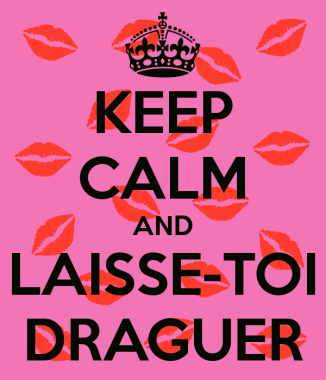 KEEP
CALM
AND
LAISSE-TOI
DRAGUER